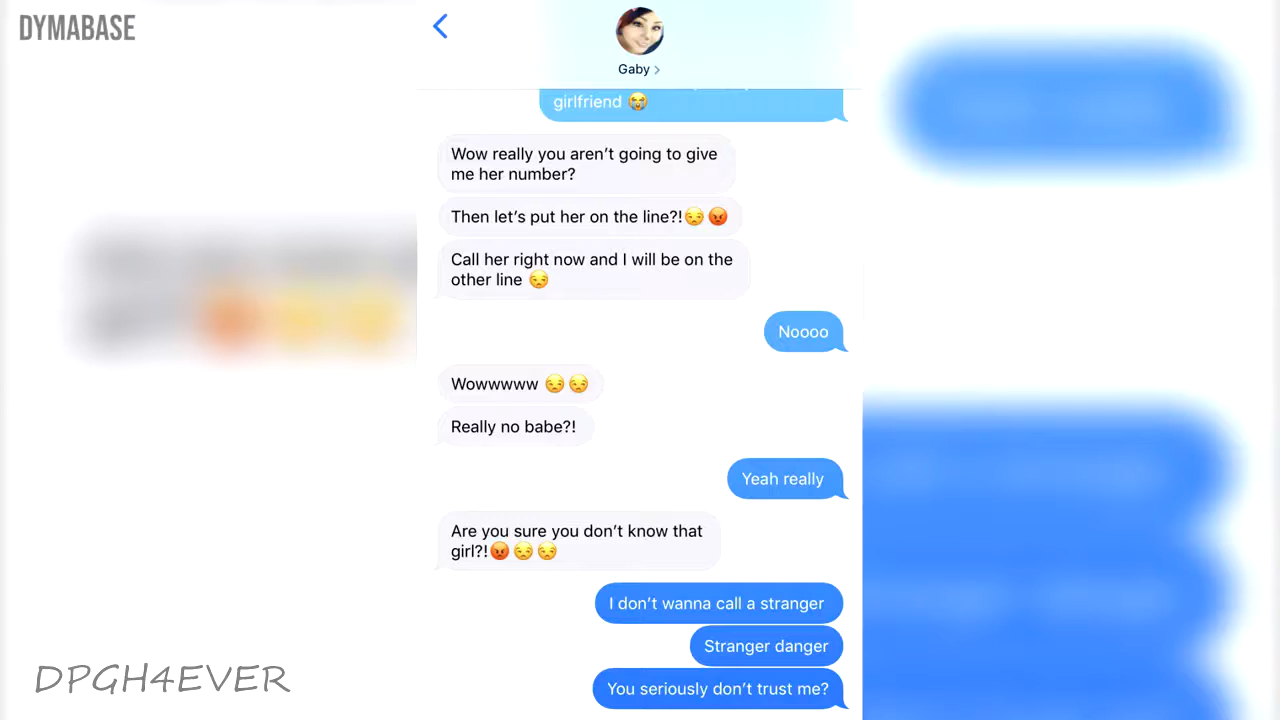 DYMABASE
Gaby
girlfriend 😭
Wow really you aren't going to give
me her number?
Then let's put her on the line?!😒😡
Call her right now and I will be on the
other line 😒
Noooo
Wowwwww 😒😒
Really no babe?!
Yeah really
Are you sure you don't know that
girl?!😡😒😒
I don't wanna call a stranger
Stranger danger
You seriously don't trust me?
DPGH4EVER